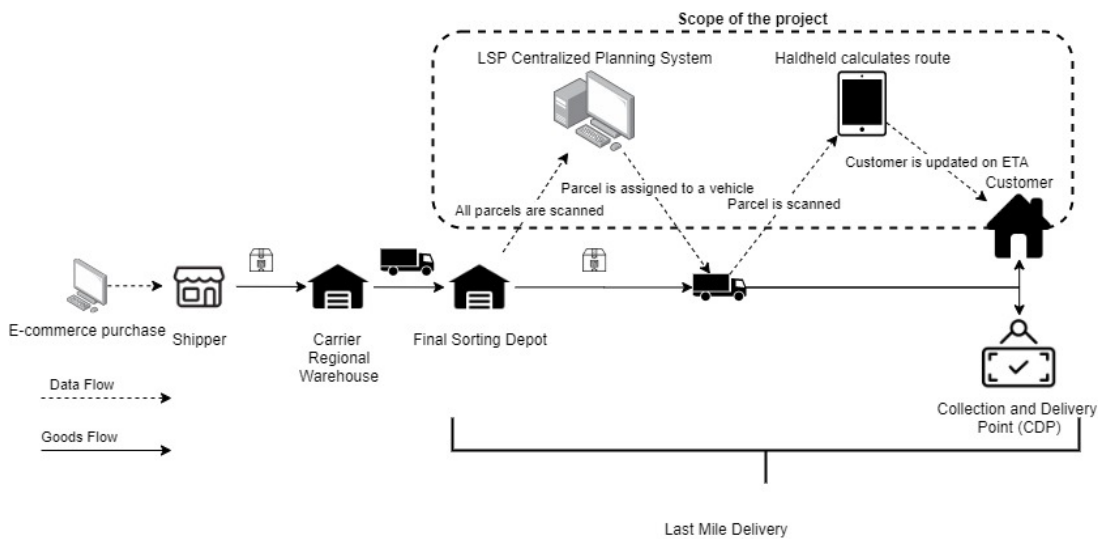 Scope of the project
LSP Centralized Planning System
Haldheld calculates route
Customer is updated on ETA
Parcel is assigned to a vehicle
Customer
All parcels are scanned
Parcel is scanned
E-commerce purchase
Shipper
Carrier
Regional
Warehouse
Final Sorting Depot
Data Flow
Goods Flow
Collection and Delivery
Point (CDP)
Last Mile Delivery